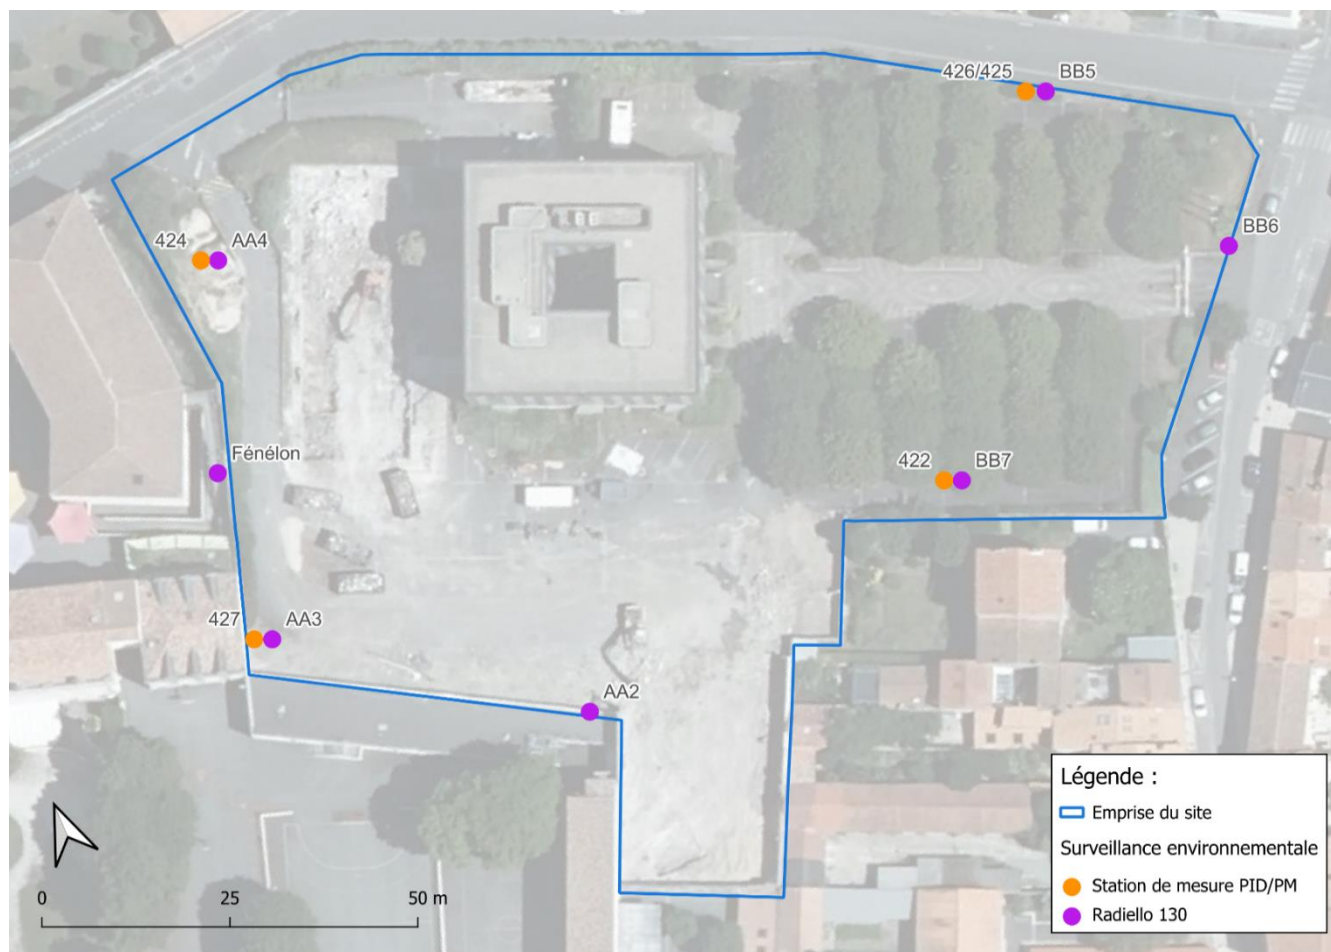 426/425 BB5
424 AA4
BB6
Fénélon
422 BB7
427 AA3
AA2
0 25 50 m
Légende :
Emprise du site
Surveillance environnementale
Station de mesure PID/PM
Radiello 130